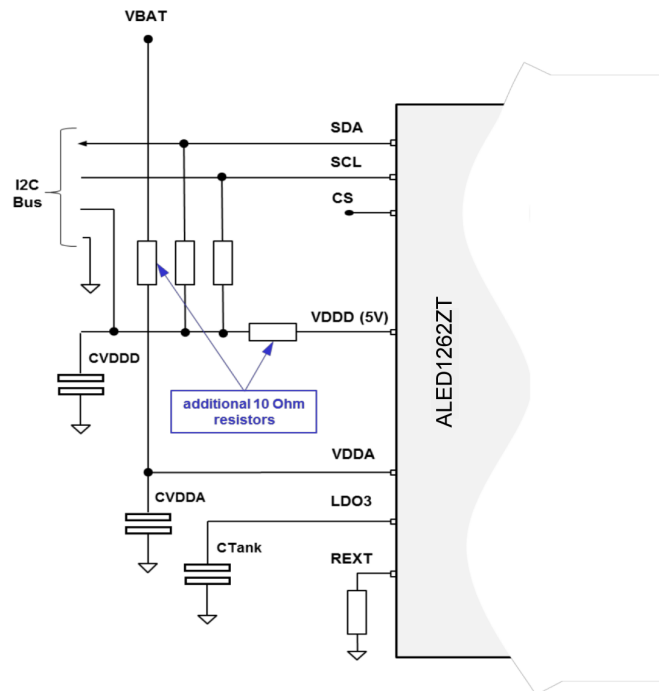 VBAT
SDA
SCL
I2C
Bus
CS
VDDD (5V)
CVDDD
ALED1262ZT
additional 10 Ohm
resistors
VDDA
CVDDA
LDO3
CTank
REXT